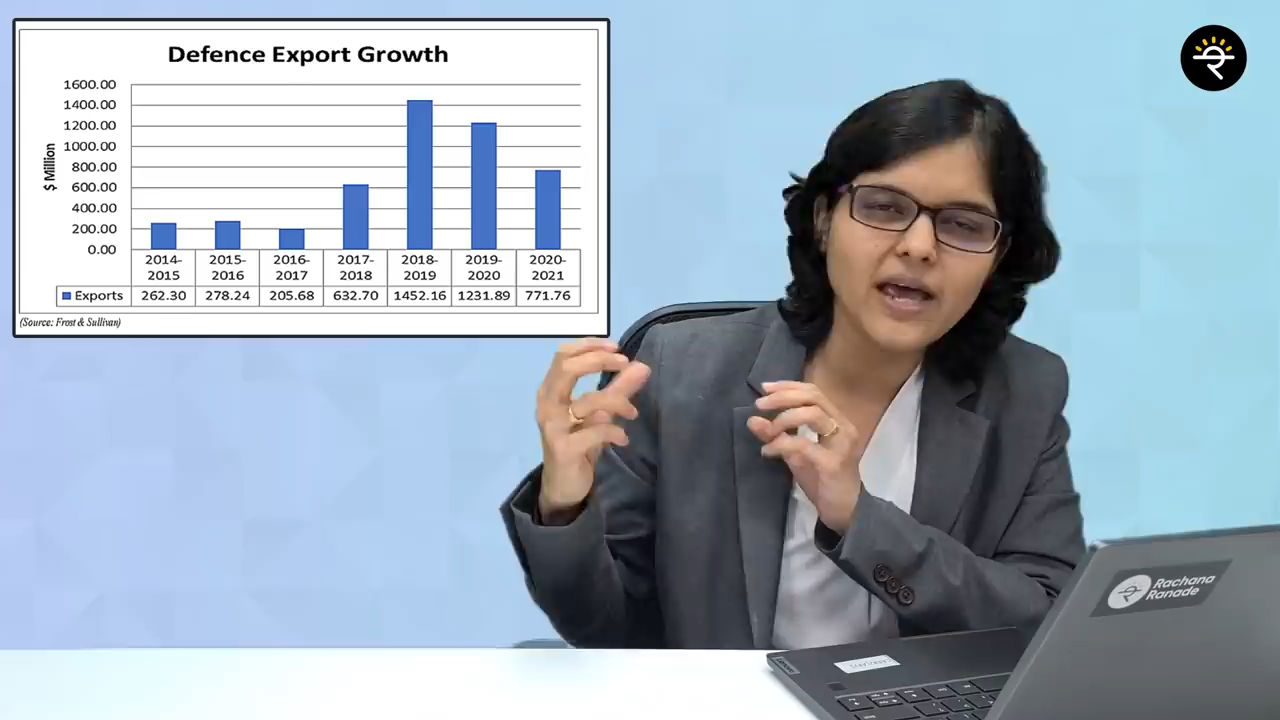 Defence Export Growth
$ Million
1600.00
1400.00
1200.00
1000.00
800.00
600.00
400.00
200.00
0.00
2014-2015 2015-2016 2016-2017 2017-2018 2018-2019 2019-2020 2020-2021
Exports 262.30 278.24 205.68 632.70 1452.16 1231.89 771.76
(Source: Frost & Sullivan)
Rachana
Ranade
Lenovo